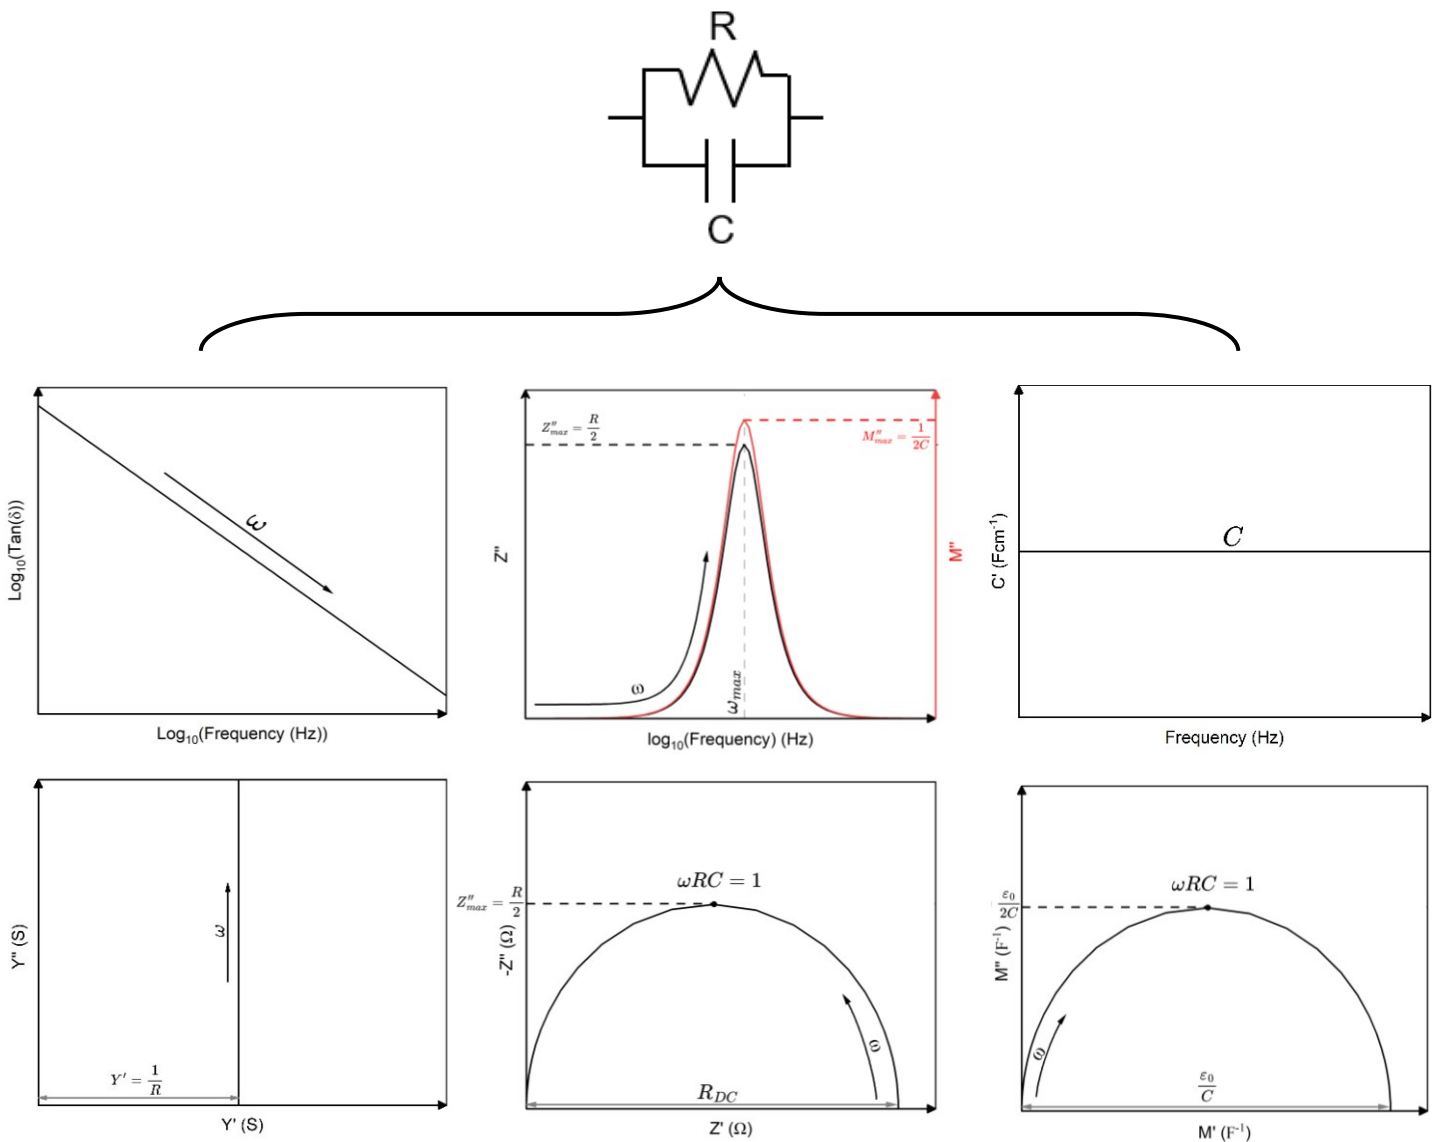 R
C
Log₁₀(Tan(δ))
ω
Log₁₀(Frequency (Hz))
Z''
Z''ₘₐₓ = R/2
M''ₘₐₓ = 1/2C
ω
ωₘₐₓ
M''
log₁₀(Frequency) (Hz)
C' (Fcm⁻¹)
C
Frequency (Hz)
Y'' (S)
ω
Y' = 1/R
Y' (S)
Z''ₘₐₓ = R/2
-Z'' (Ω)
ωRC = 1
ω
R_DC
Z' (Ω)
ε₀/2C
M'' (F⁻¹)
ωRC = 1
ω
ε₀/C
M' (F⁻¹)